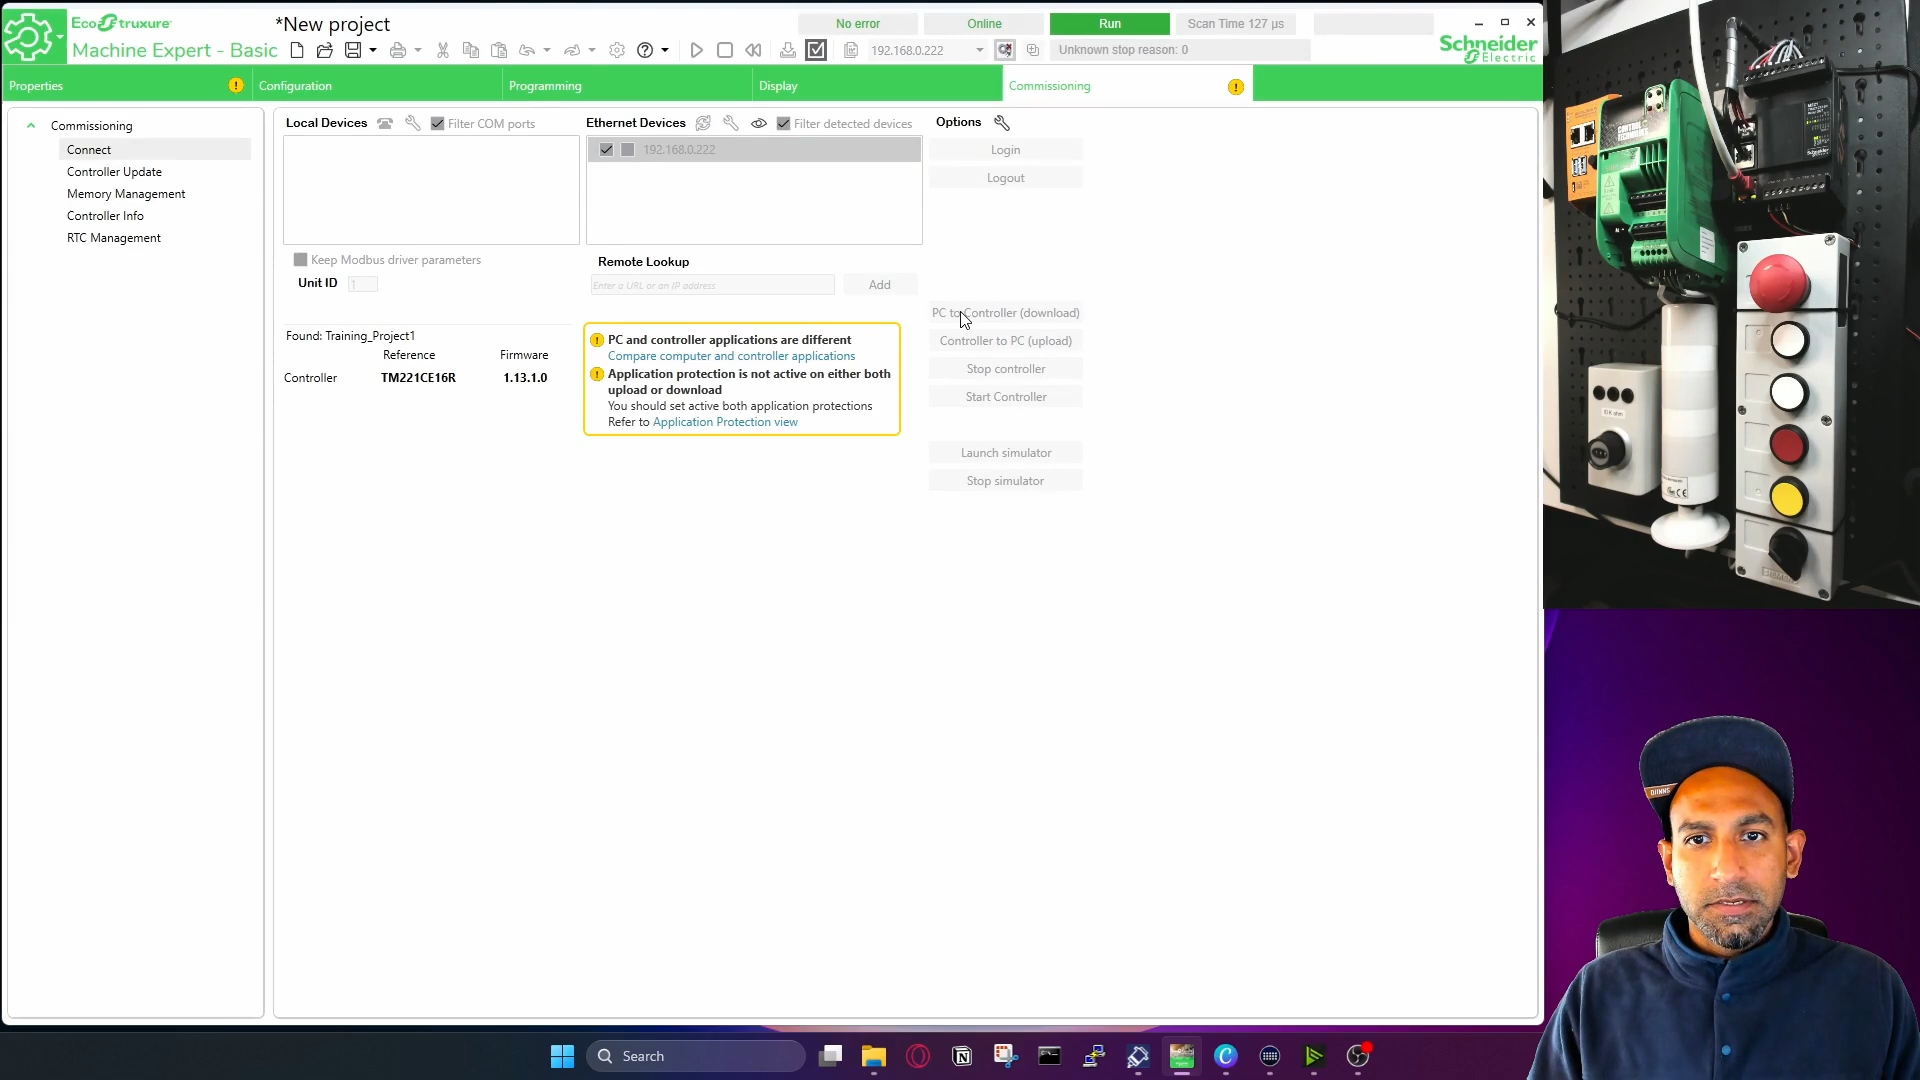 EcoStruxure
Machine Expert - Basic
*New project
No error
Online
Run
Scan Time 127 µs
192.168.0.222
Unknown stop reason: 0
Schneider
Electric
Properties
Configuration
Programming
Display
Commissioning
Commissioning
Connect
Controller Update
Memory Management
Controller Info
RTC Management
Local Devices
Filter COM ports
Ethernet Devices
Filter detected devices
Options
192.168.0.222
Login
Logout
Keep Modbus driver parameters
Unit ID
1
Remote Lookup
Enter a URL or an IP address
Add
Found: Training_Project1
Reference
Firmware
Controller
TM221CE16R
1.13.1.0
PC and controller applications are different
Compare computer and controller applications
Application protection is not active on either both
upload or download
You should set active both application protections
Refer to Application Protection view
PC to Controller (download)
Controller to PC (upload)
Stop controller
Start Controller
Launch simulator
Stop simulator
Search
CONTROL
TECHNIQUES
10 K ohm
DJINNS